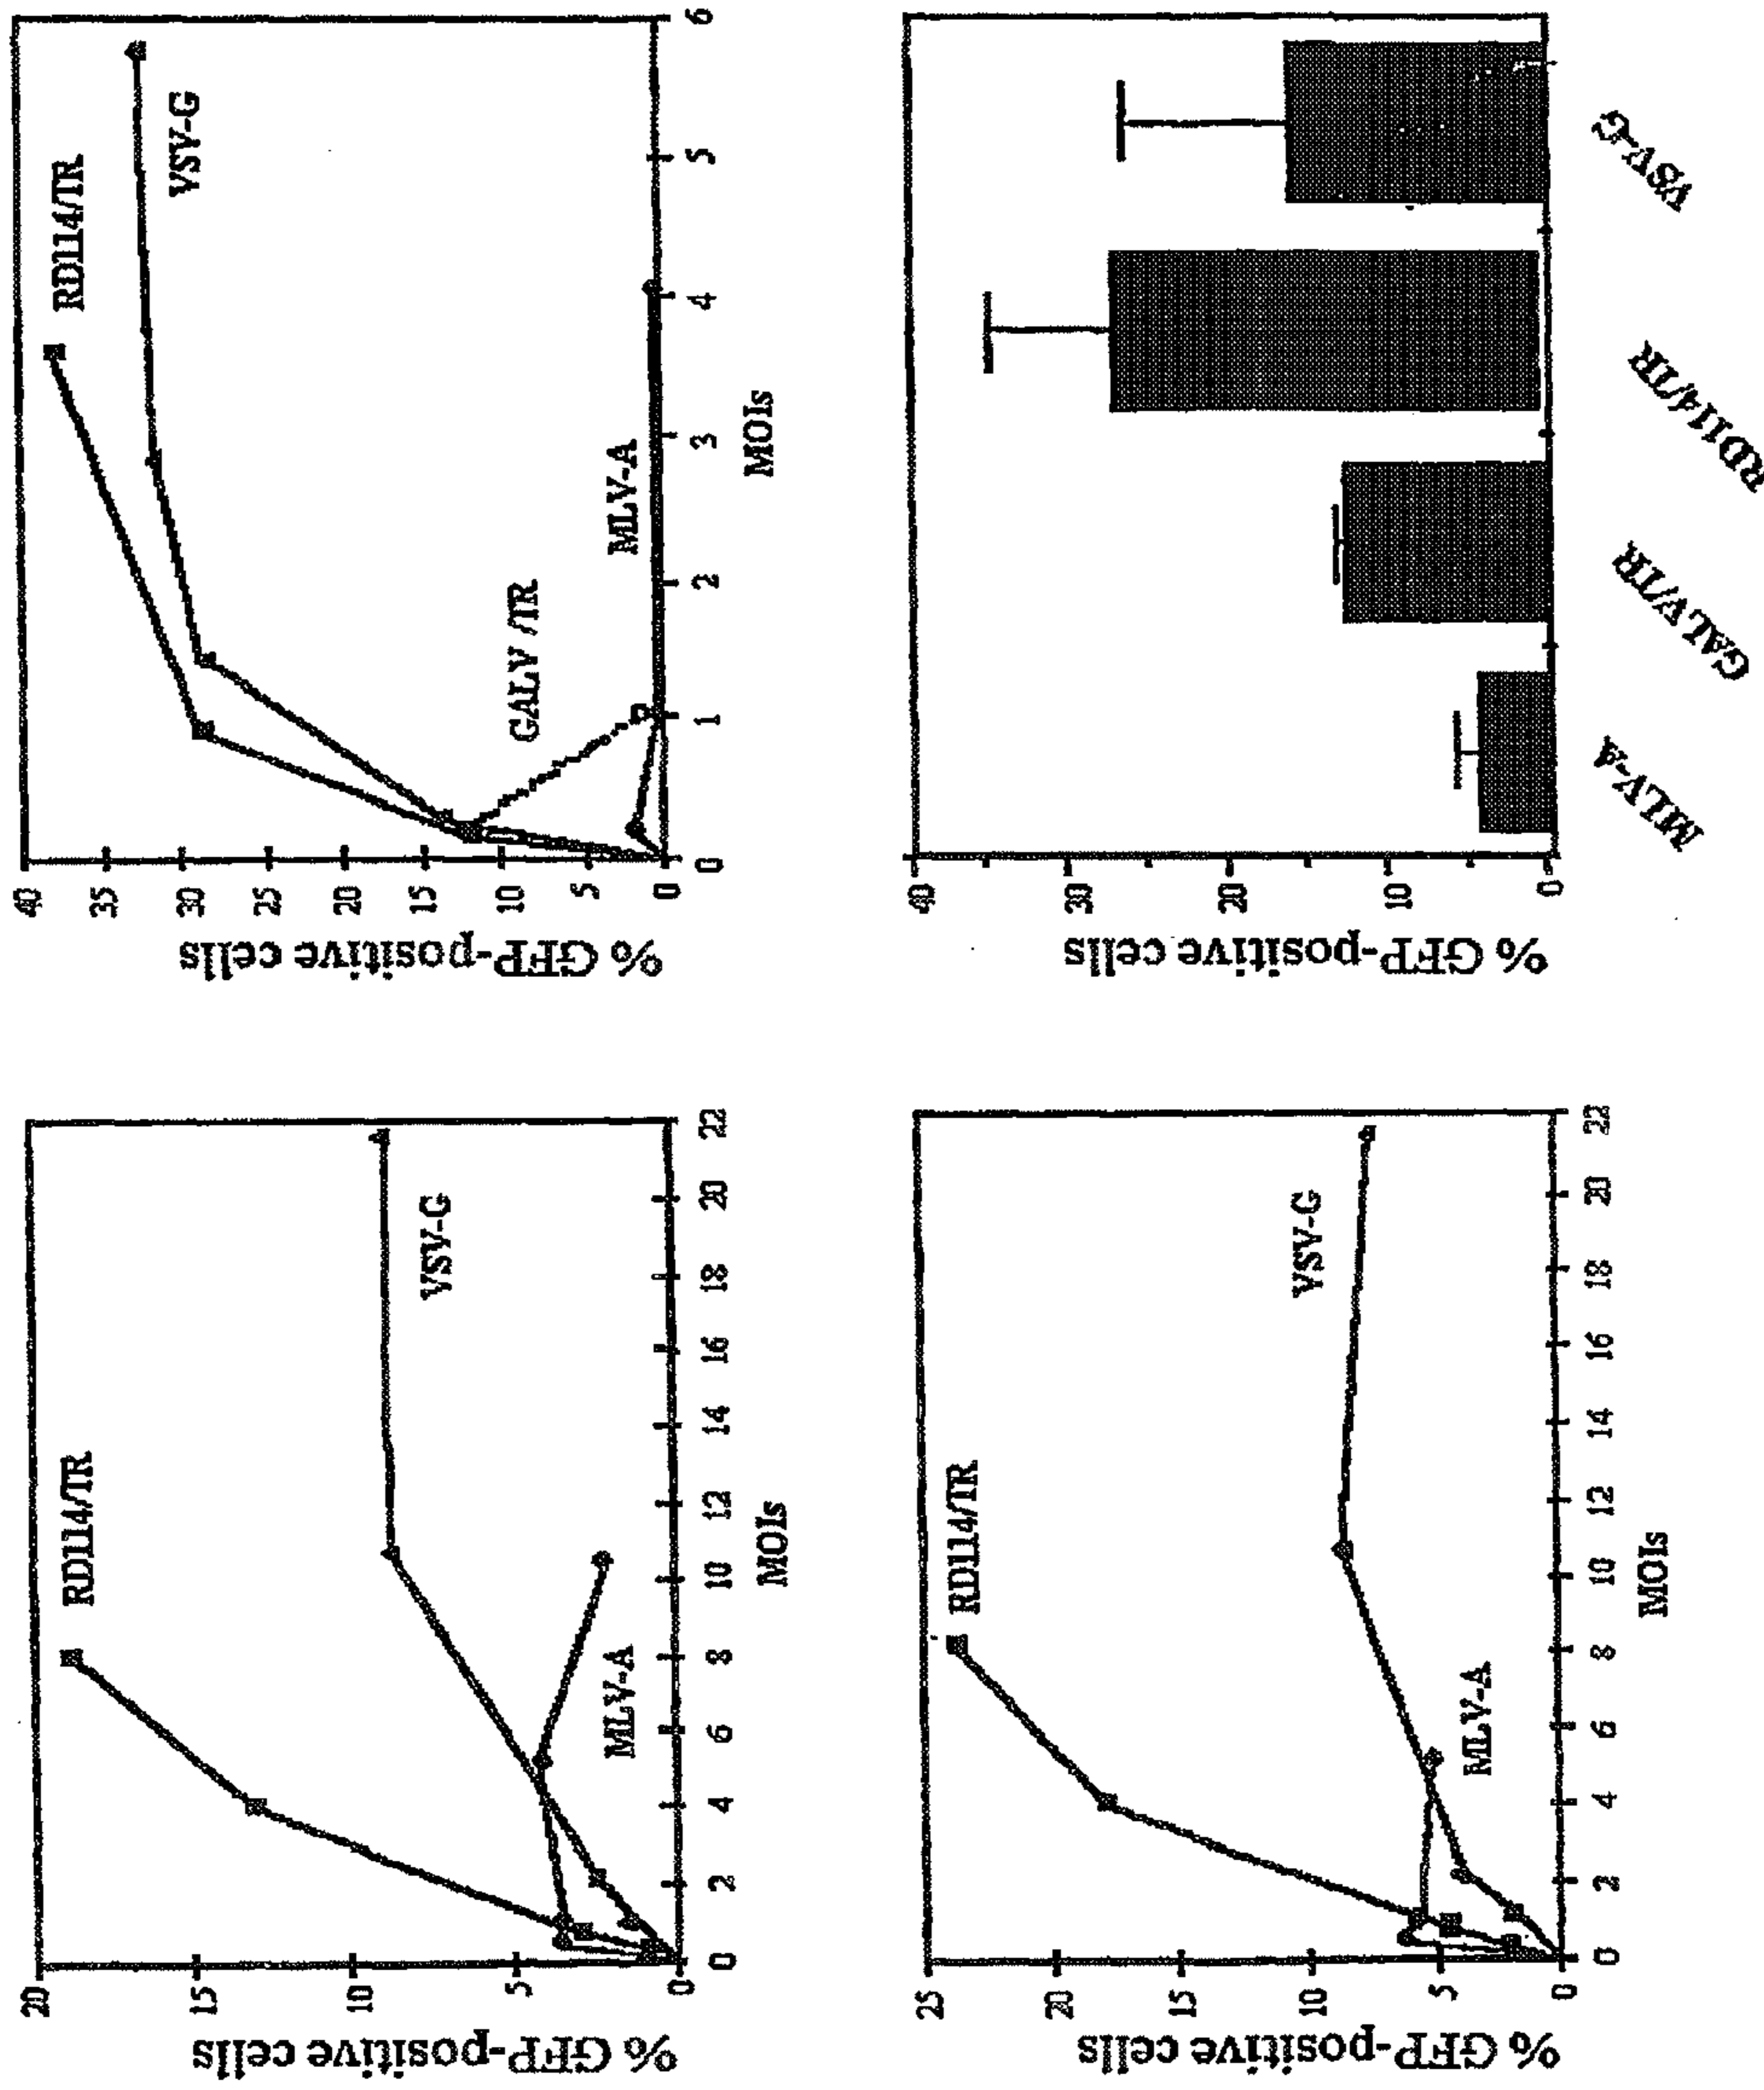 % GFP-positive cells
20
15
10
5
0
RD114/TR
VSV-G
MLV-A
0 2 4 6 8 10 12 14 16 18 20 22
MOIs
% GFP-positive cells
40
35
30
25
20
15
10
5
0
RD114/TR
VSV-G
GALV /TR
MLV-A
0 1 2 3 4 5 6
MOIs
% GFP-positive cells
25
20
15
10
5
0
RD114/TR
VSV-G
MLV-A
0 2 4 6 8 10 12 14 16 18 20 22
MOIs
% GFP-positive cells
40
30
20
10
0
MLV-A
GALV/TR
RD114/TR
VSV-G